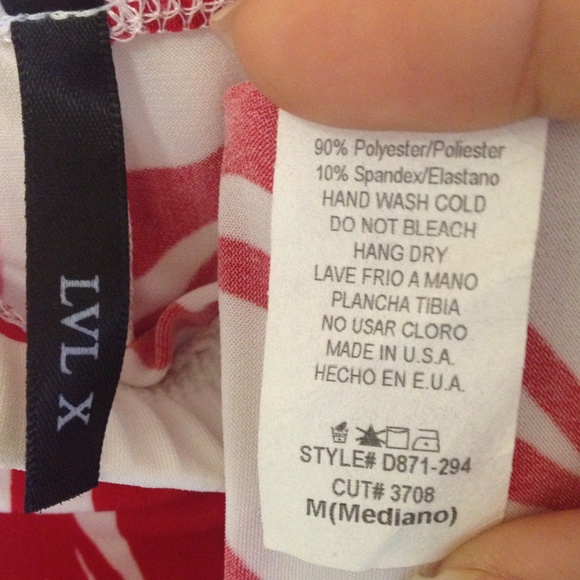 LVL X
90% Polyester/Poliester
10% Spandex/Elastano
HAND WASH COLD
DO NOT BLEACH
HANG DRY
LAVE FRIO A MANO
PLANCHA TIBIA
NO USAR CLORO
MADE IN U.S.A.
HECHO EN E.U.A.
STYLE# D871-294
CUT# 3708
M(Mediano)